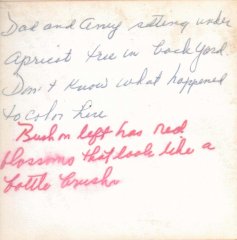 Dad and Amy sitting under
apricot tree in back yard.
Don't Know what happened
to color here
Bush on left has red
blossoms that look like a
bottle brush